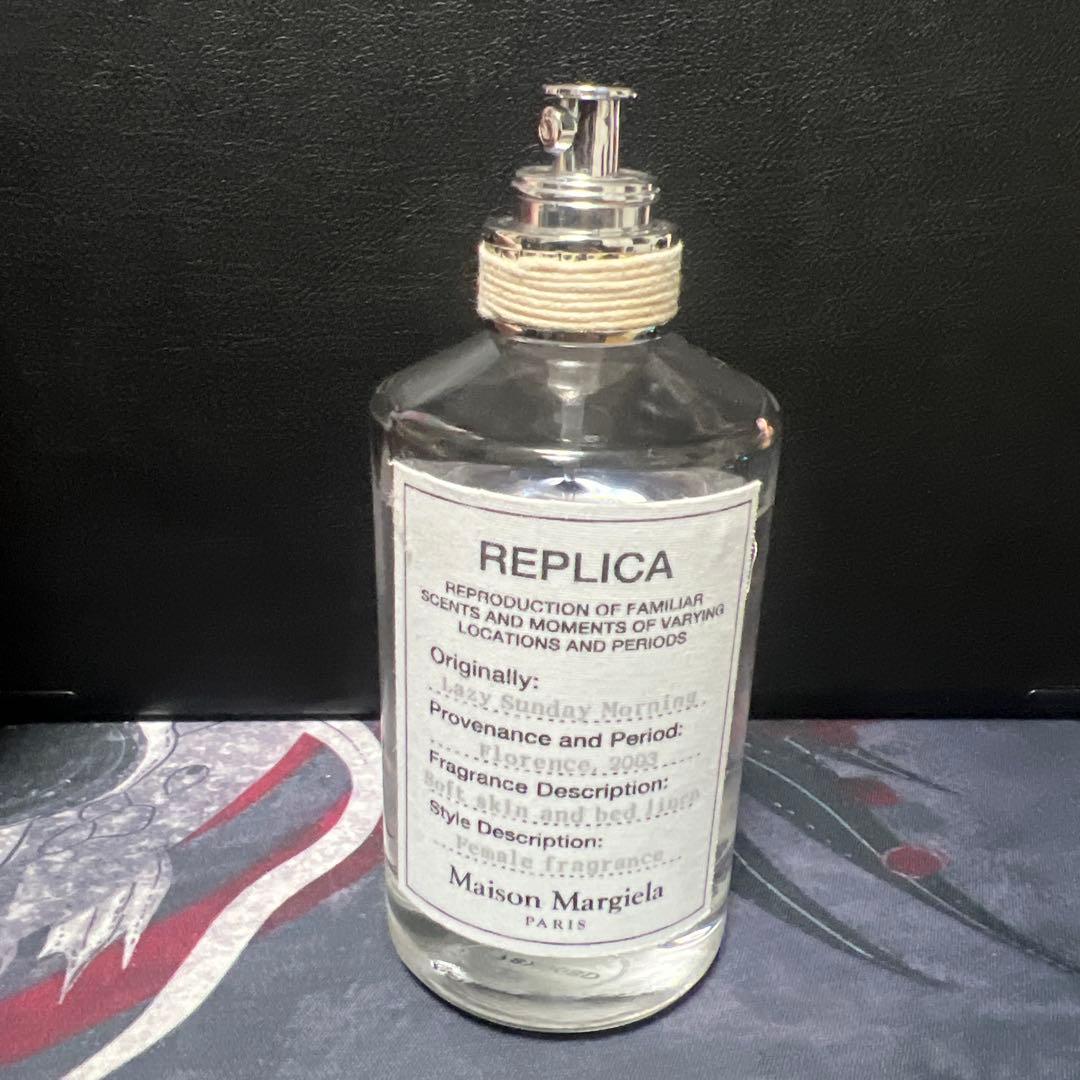 REPLICA
REPRODUCTION OF FAMILIAR
SCENTS AND MOMENTS OF VARYING
LOCATIONS AND PERIODS
Originally:
Lazy Sunday Morning
Provenance and Period:
Florence, 2003
Fragrance Description:
Soft skin and bed linen
Style Description:
Female fragrance
Maison Margiela
PARIS